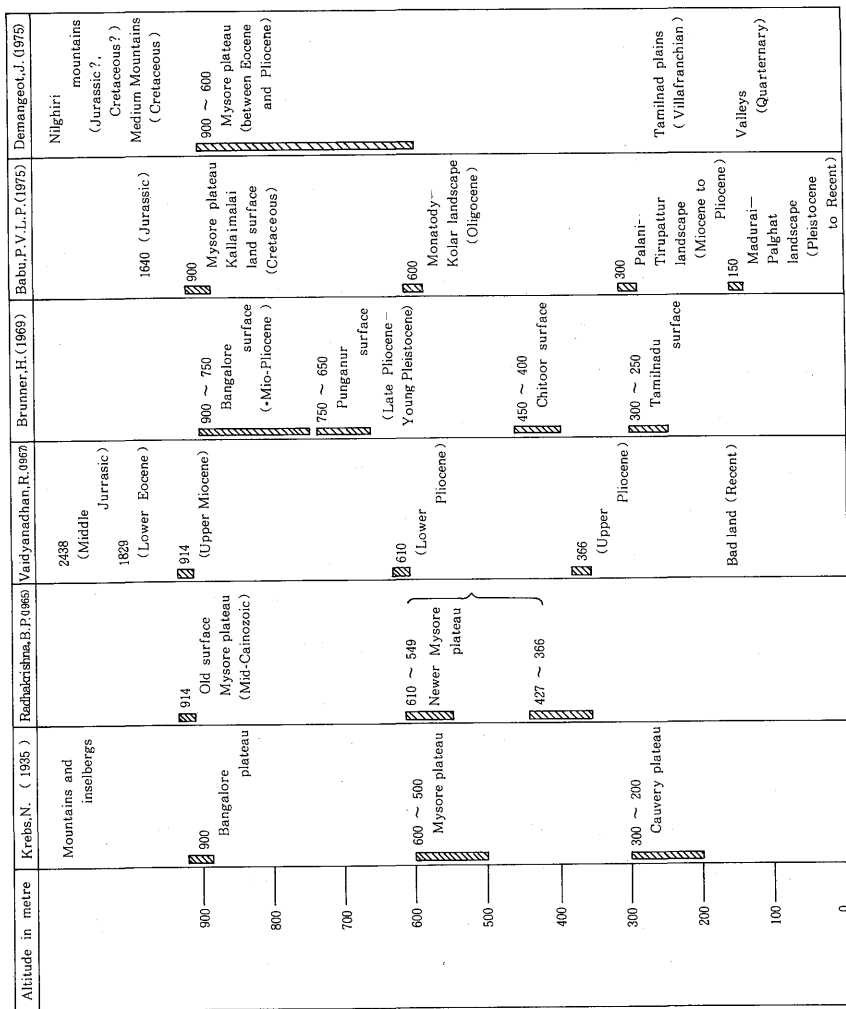 Altitude in metre
900
800
700
600
500
400
300
200
100
0
Krebs,N. ( 1935 )
Mountains and
inselbergs
900
Bangalore
plateau
600 ~ 500
Mysore plateau
300 ~ 200
Cauvery plateau
Radhakrishna,B.P.(1965)
914
Old surface
Mysore plateau
(Mid-Cainozoic)
610 ~ 549
Newer Mysore
plateau
427 ~ 366
Vaidyanadhan,R.(1967)
2438
(Middle
Jurrasic)
1829
(Lower Eocene)
914
(Upper Miocene)
610
(Lower
Pliocene)
366
(Upper
Pliocene)
Bad land (Recent)
Brunner,H.(1969)
900 ~ 750
Bangalore
surface
(•Mio-Pliocene )
750 ~ 650
Punganur
surface
(Late Pliocene—
Young Pleistocene)
450 ~ 400
Chitoor surface
300 ~ 250
Tamilnadu
surface
Babu,P.V.L.P.(1975)
1640 (Jurassic)
900
Mysore plateau
Kallaimalai
land surface
(Cretaceous)
600
Monatody—
Kolar landscape
(Oligocene)
300
Palani—
Tirupattur
landscape
(Miocene to
Pliocene)
150
Madurai—
Palghat
landscape
(Pleistocene
to Recent)
Demangeot,J.(1975)
Nilghiri
mountains
(Jurassic?,
Cretaceous?)
Medium Mountains
(Cretaceous)
900 ~ 600
Mysore plateau
(between Eocene
and Pliocene)
Tamilnad plains
(Villafranchian)
Valleys
(Quarternary)